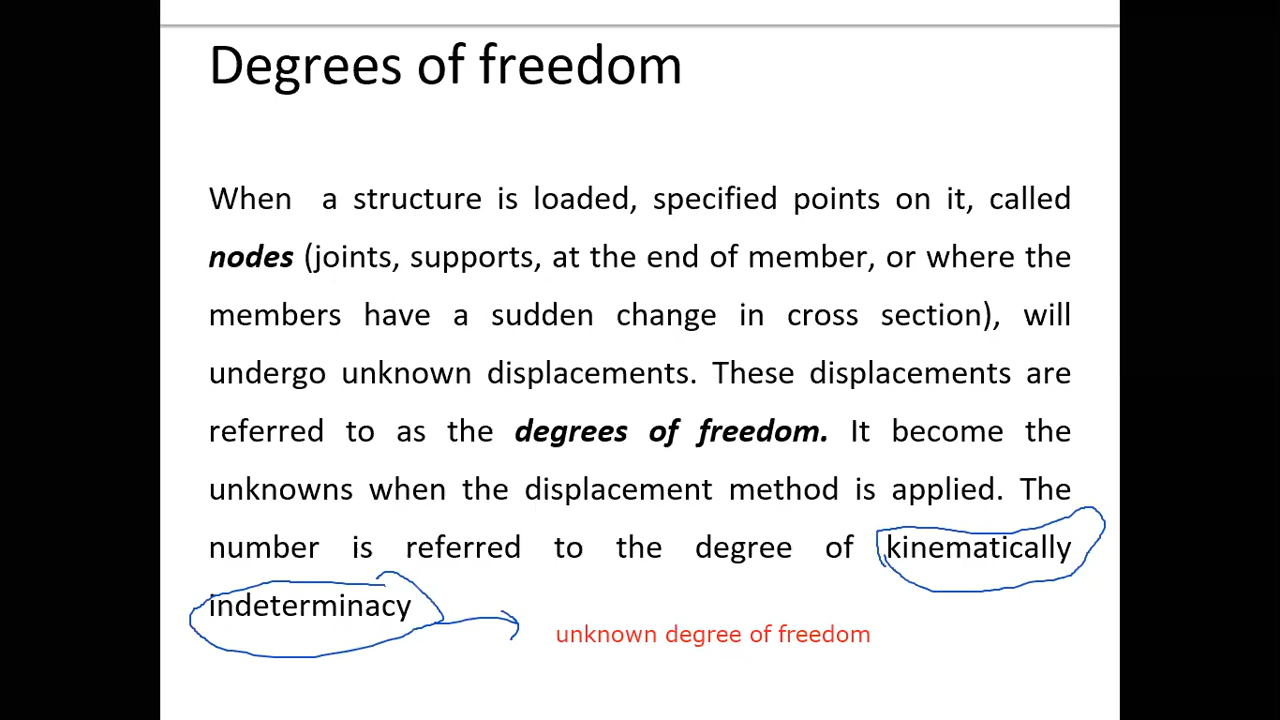 Degrees of freedom
When a structure is loaded, specified points on it, called
nodes (joints, supports, at the end of member, or where the
members have a sudden change in cross section), will
undergo unknown displacements. These displacements are
referred to as the degrees of freedom. It become the
unknowns when the displacement method is applied. The
number is referred to the degree of kinematically
indeterminacy
unknown degree of freedom